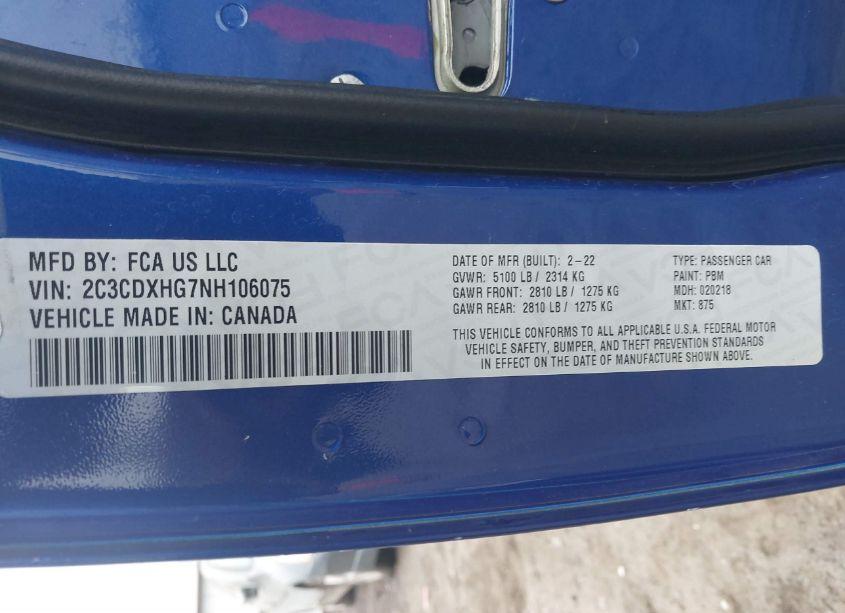 MFD BY: FCA US LLC
VIN: 2C3CDXHG7NH106075
VEHICLE MADE IN: CANADA
DATE OF MFR (BUILT): 2-22
GVWR: 5100 LB / 2314 KG
GAWR FRONT: 2810 LB / 1275 KG
GAWR REAR: 2810 LB / 1275 KG
TYPE: PASSENGER CAR
PAINT: PBM
MDH: 020218
MKT: 875
THIS VEHICLE CONFORMS TO ALL APPLICABLE U.S.A. FEDERAL MOTOR
VEHICLE SAFETY, BUMPER, AND THEFT PREVENTION STANDARDS
IN EFFECT ON THE DATE OF MANUFACTURE SHOWN ABOVE.